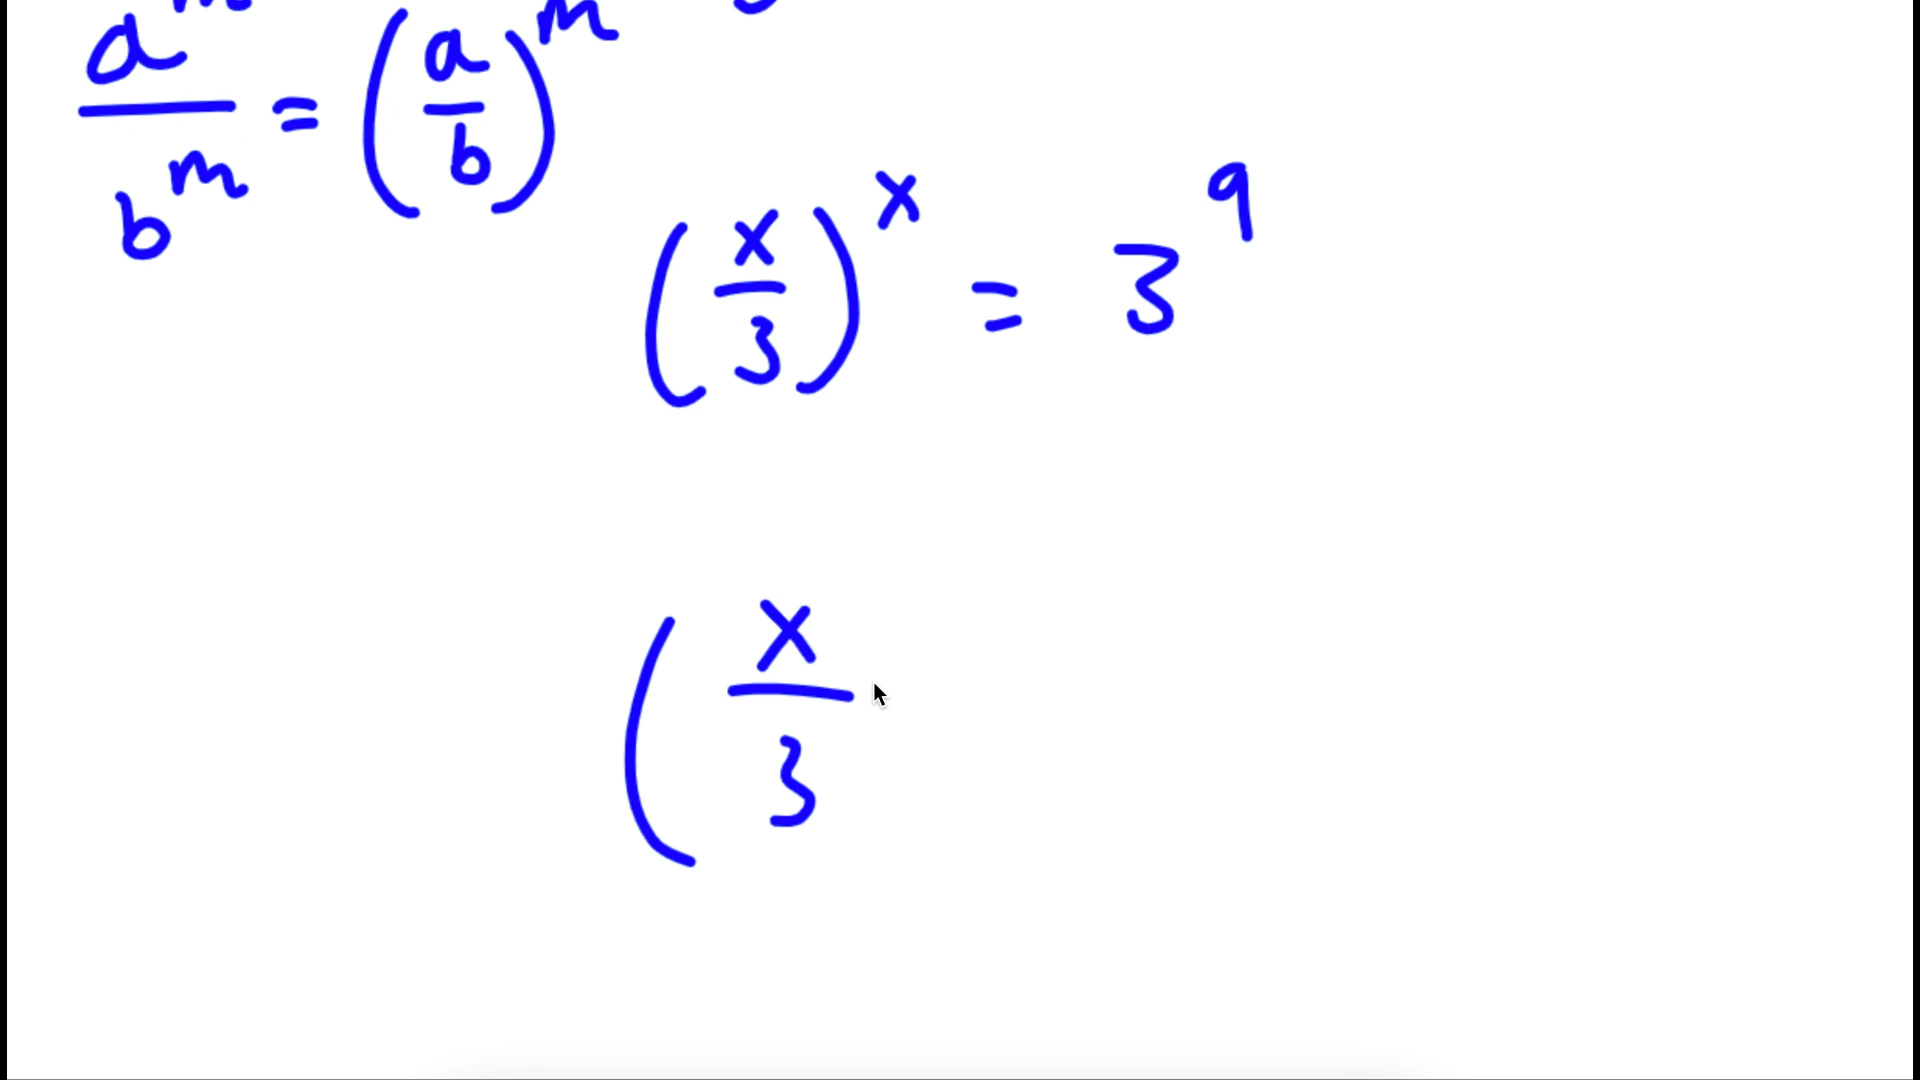 a^m / b^m = (a/b)^m
(x/3)^x = 3^9
(x/3